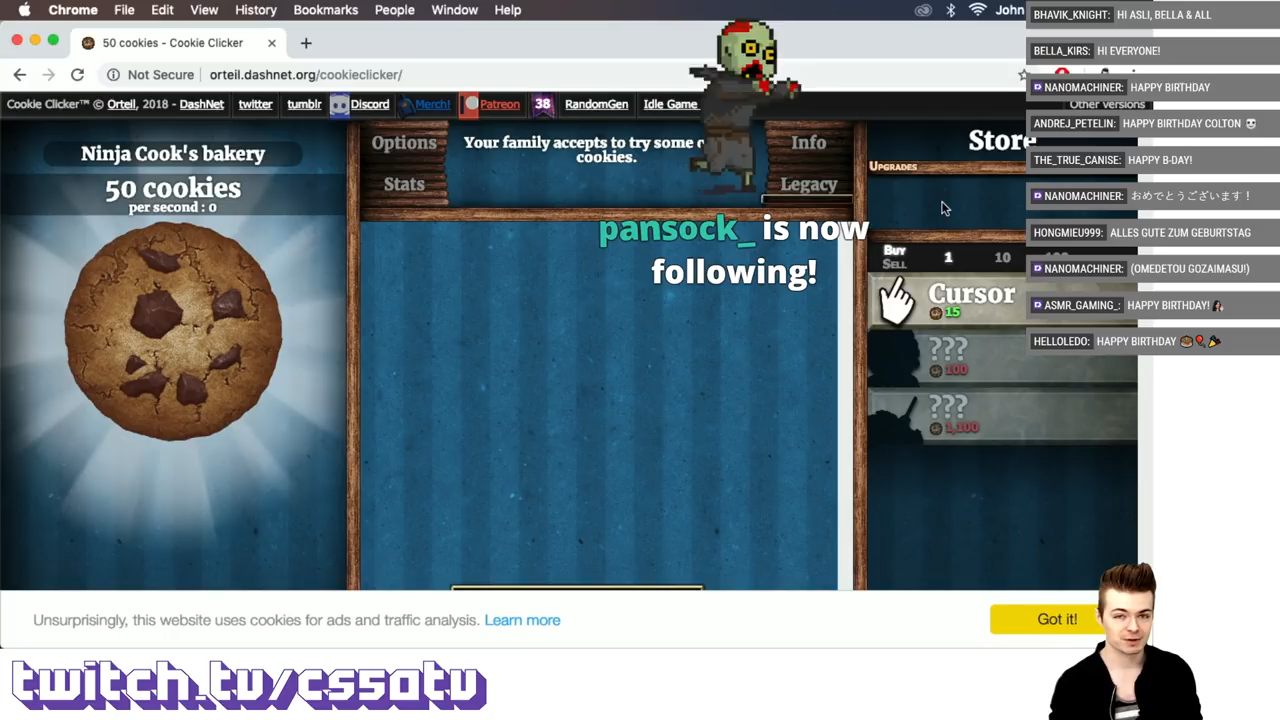 Chrome File Edit View History Bookmarks People Window Help John
50 cookies - Cookie Clicker
Not Secure orteil.dashnet.org/cookieclicker/
Cookie Clicker™ © Orteil, 2018 - DashNet twitter tumblr Discord Merch! Patreon 38 RandomGen Idle Game Other versions
Ninja Cook's bakery
50 cookies
per second : 0
Options
Stats
Your family accepts to try some
cookies.
Info
Legacy
Store
Upgrades
Buy
Sell
1 10
Cursor
15
???
100
???
1,100
pansock_ is now
following!
BHAVIK_KNIGHT: HI ASLI, BELLA & ALL
BELLA_KIRS: HI EVERYONE!
NANOMACHINER: HAPPY BIRTHDAY
ANDREJ_PETELIN: HAPPY BIRTHDAY COLTON
THE_TRUE_CANISE: HAPPY B-DAY!
NANOMACHINER: おめでとうございます！
HONGMIEU999: ALLES GUTE ZUM GEBURTSTAG
NANOMACHINER: (OMEDETOU GOZAIMASU!)
ASMR_GAMING_: HAPPY BIRTHDAY!
HELLOLEDO: HAPPY BIRTHDAY 🎂🎈🎉
Unsurprisingly, this website uses cookies for ads and traffic analysis. Learn more
Got it!
twitch.tv/cssatv